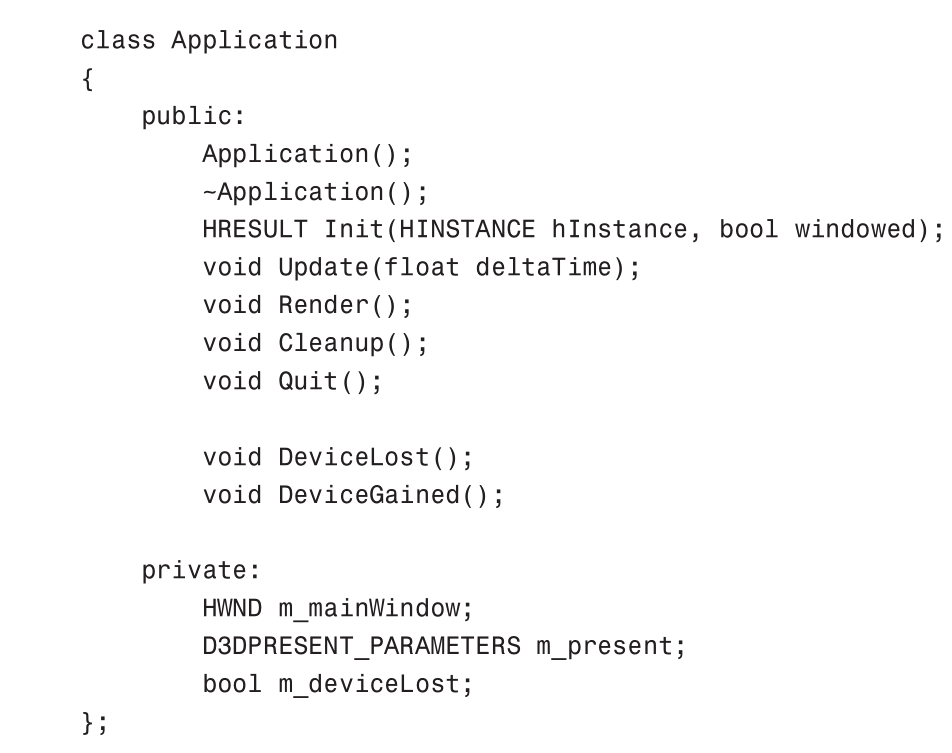 class Application
{
    public:
        Application();
        ~Application();
        HRESULT Init(HINSTANCE hInstance, bool windowed);
        void Update(float deltaTime);
        void Render();
        void Cleanup();
        void Quit();

        void DeviceLost();
        void DeviceGained();

    private:
        HWND m_mainWindow;
        D3DPRESENT_PARAMETERS m_present;
        bool m_deviceLost;
};